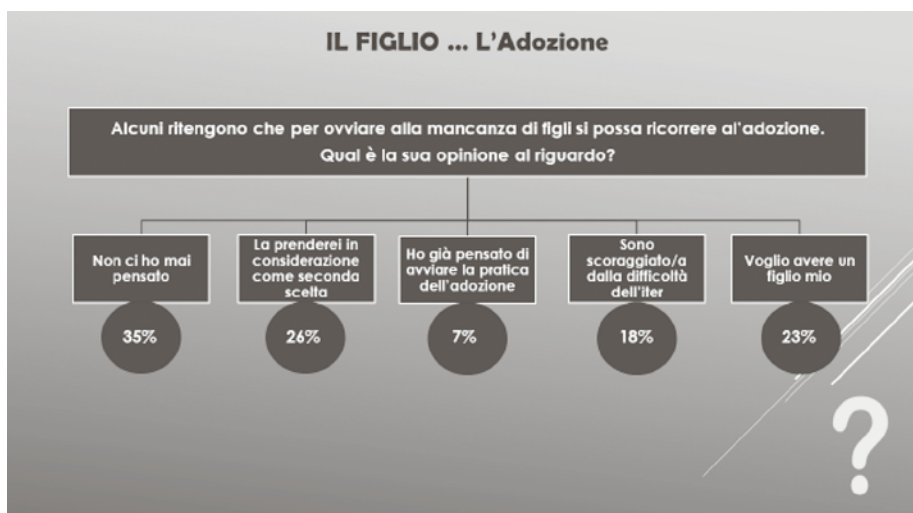 IL FIGLIO ... L'Adozione
Alcuni ritengono che per ovviare alla mancanza di figli si possa ricorrere al'adozione.
Qual è la sua opinione al riguardo?
Non ci ho mai
pensato
La prenderei in
considerazione
come seconda
scelta
Ho già pensato di
avviare la pratica
dell'adozione
Sono
scoraggiato/a
dalla difficoltà
dell'iter
Voglio avere un
figlio mio
35%
26%
7%
18%
23%
?